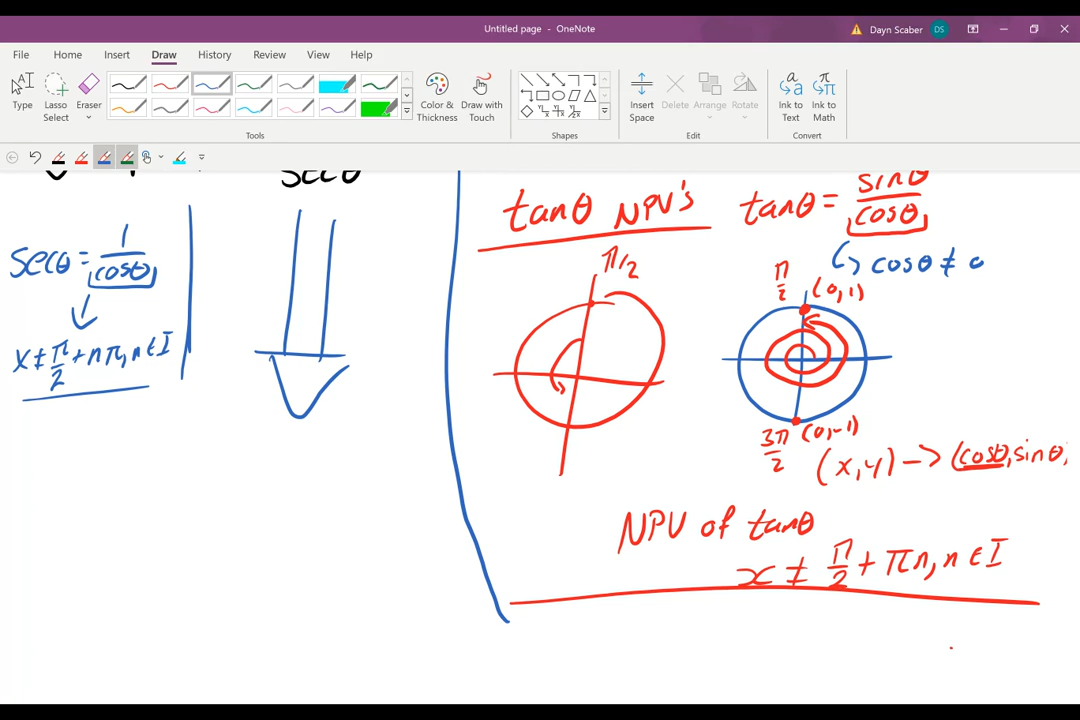 Untitled page - OneNote
Dayn Scaber
DS
File Home Insert Draw History Review View Help
Type
Lasso Select
Eraser
Color & Thickness
Draw with Touch
Insert Space
Delete
Arrange
Rotate
Ink to Text
Ink to Math
Tools
Shapes
Edit
Convert
secθ
secθ = 1/cosθ
x ≠ π/2 + nπ, n ∈ I
tanθ NPV's
tanθ = sinθ/cosθ
cosθ ≠ 0
π/2
π/2 (0,1)
3π/2 (0,-1)
(x,y) -> (cosθ, sinθ)
NPV of tanθ
x ≠ π/2 + πn, n ∈ I